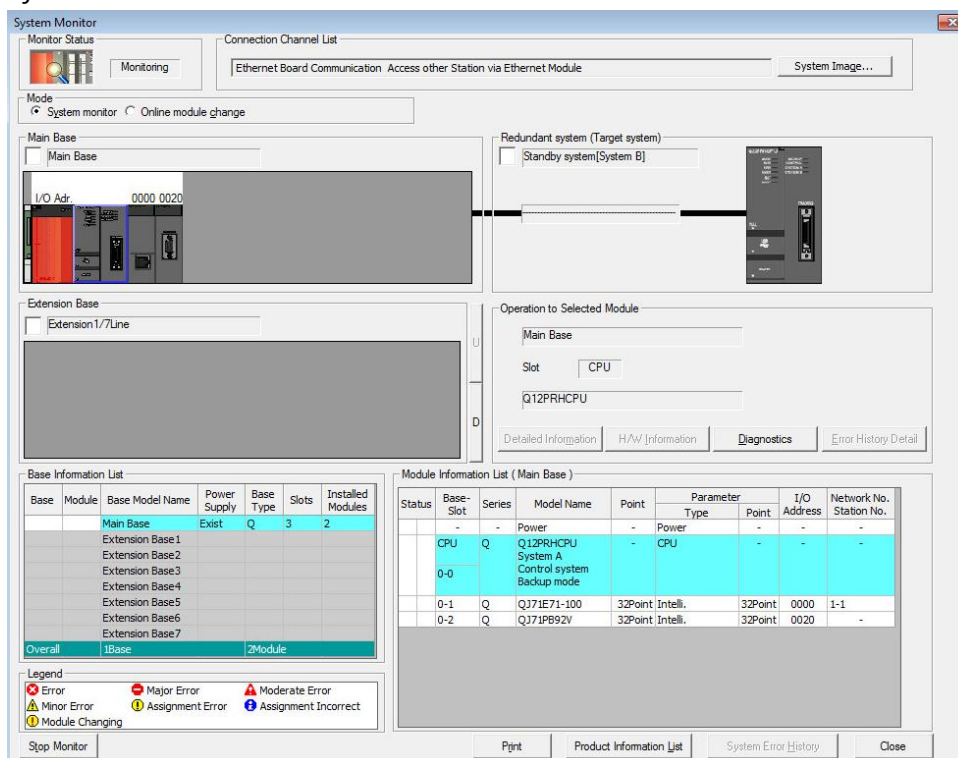 System Monitor
Monitor Status
Monitoring
Connection Channel List
Ethernet Board Communication Access other Station via Ethernet Module
System Image...
Mode
System monitor Online module change
Main Base
Main Base
I/O Adr. 0000 0020
Redundant system (Target system)
Standby system[System B]
Extension Base
Extension1/7Line
U
D
Operation to Selected Module
Main Base
Slot CPU
Q12PRHCPU
Detailed Information H/W Information Diagnostics Error History Detail
Base Information List
Base Module Base Model Name Power Supply Base Type Slots Installed Modules
Main Base Exist Q 3 2
Extension Base1
Extension Base2
Extension Base3
Extension Base4
Extension Base5
Extension Base6
Extension Base7
Overall 1Base 2Module
Module Information List ( Main Base )
Status Base-Slot Series Model Name Point Parameter Type Point I/O Address Network No. Station No.
- - Power - Power - - -
CPU Q Q12PRHCPU - CPU - - -
System A
0-0 Control system
Backup mode
0-1 Q QJ71E71-100 32Point Intelli. 32Point 0000 1-1
0-2 Q QJ71PB92V 32Point Intelli. 32Point 0020 -
Legend
Error Major Error Moderate Error
Minor Error Assignment Error Assignment Incorrect
Module Changing
Stop Monitor Print Product Information List System Error History Close